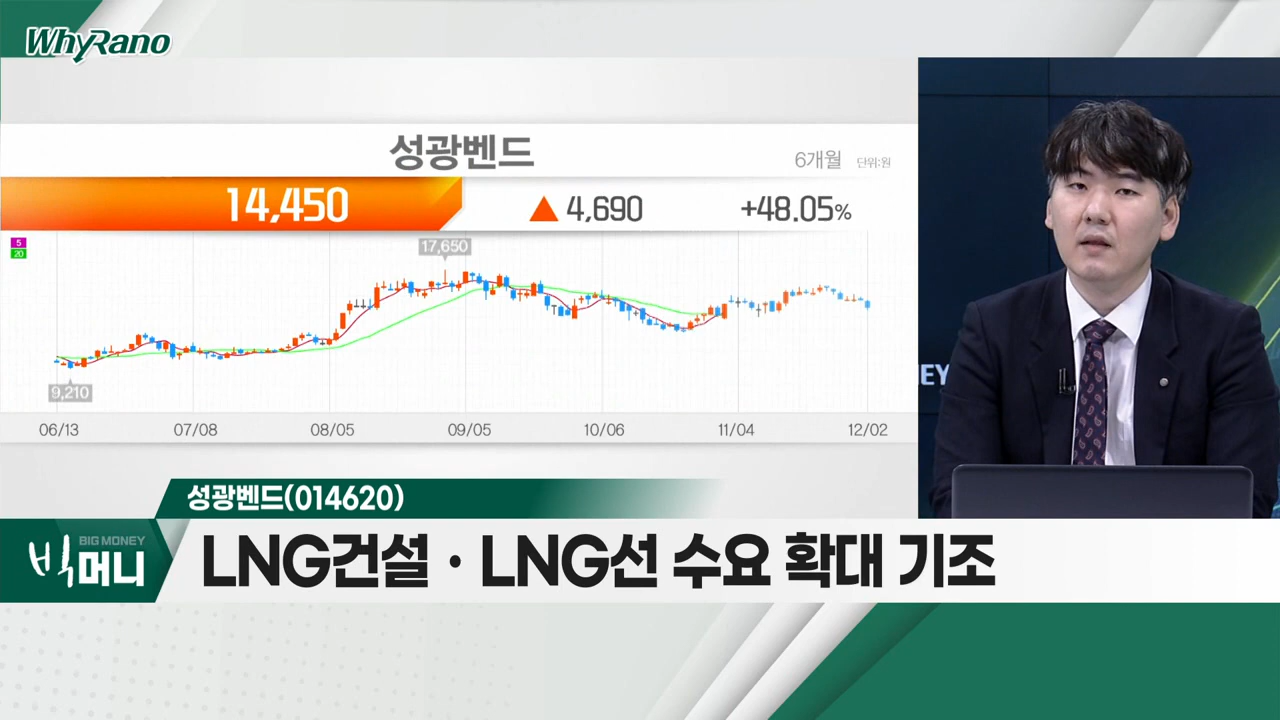 WhyRano
성광벤드
6개월 단위:원
14,450 ▲ 4,690 +48.05%
5
20
17,650
9,210
06/13 07/08 08/05 09/05 10/06 11/04 12/02
EY
성광벤드(014620)
BIG MONEY
빅머니
LNG건설·LNG선 수요 확대 기조